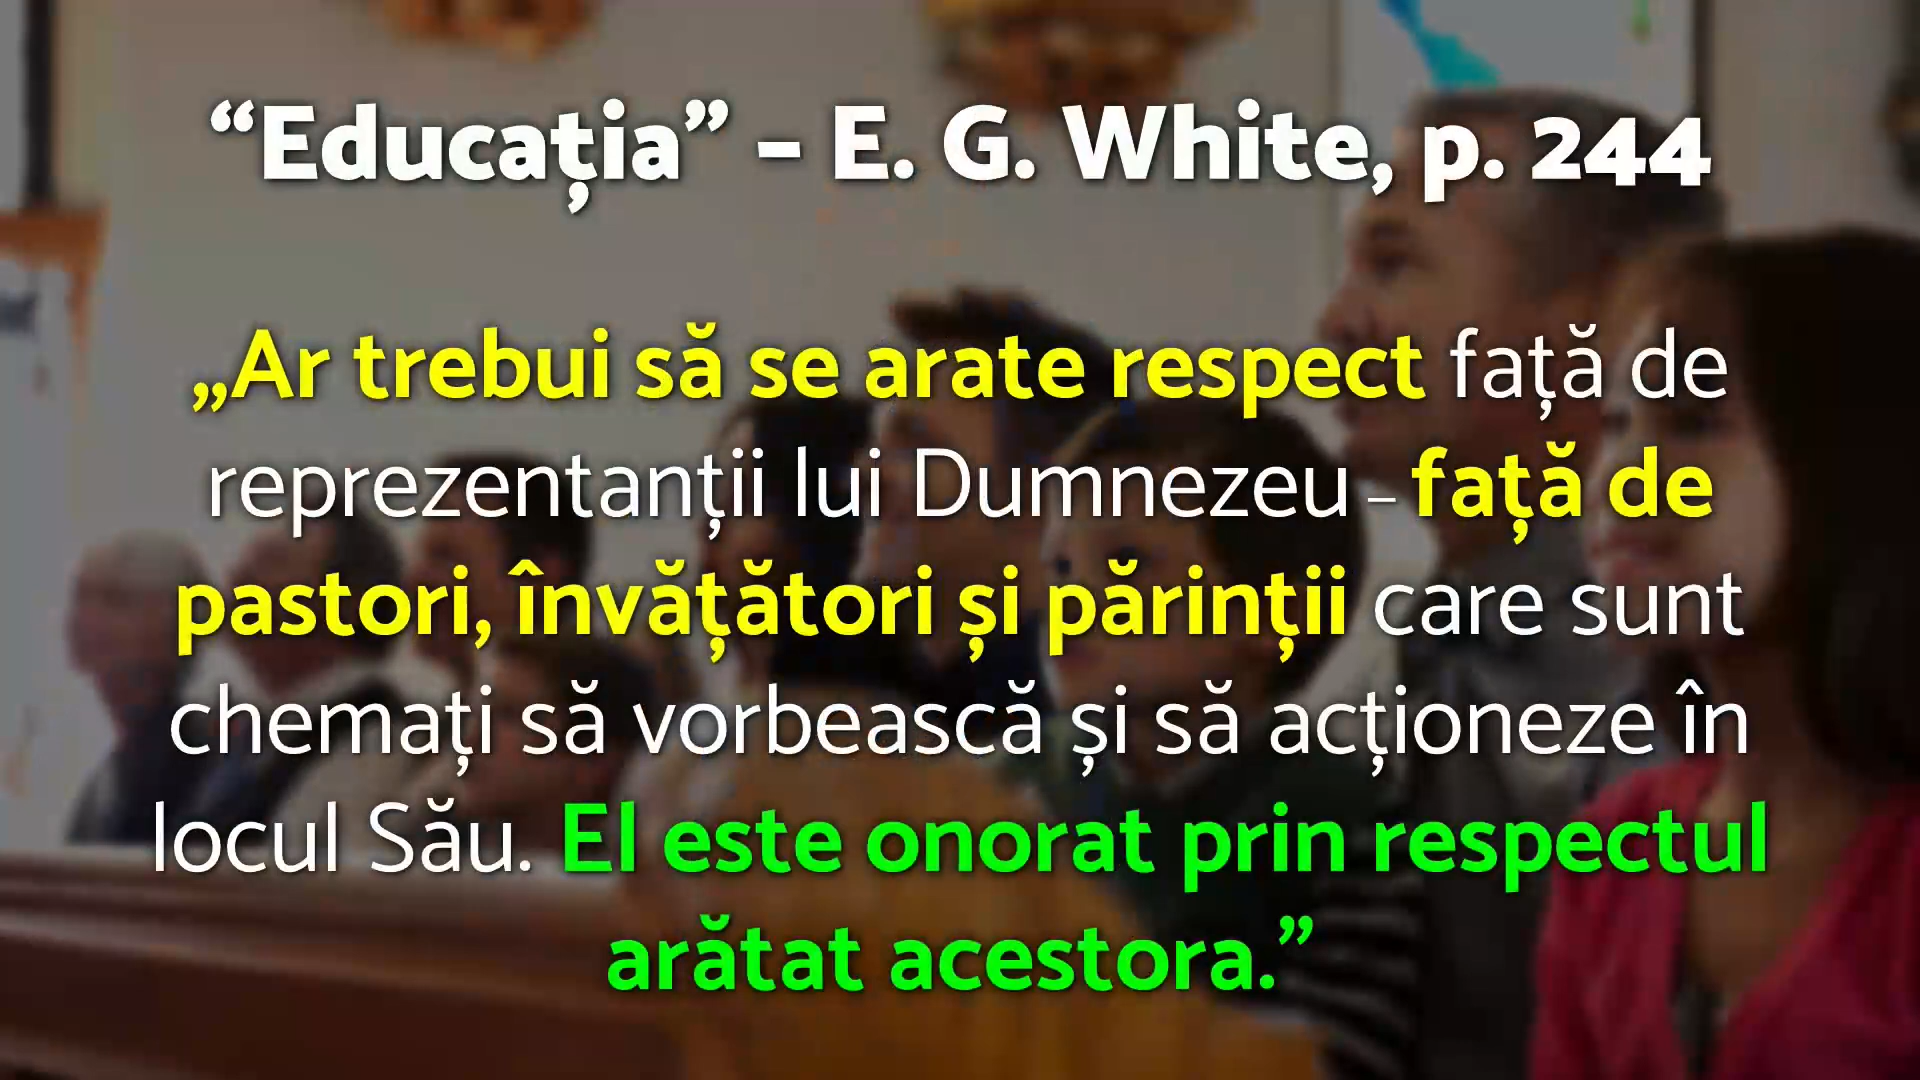 “Educația” – E. G. White, p. 244
„Ar trebui să se arate respect față de
reprezentanții lui Dumnezeu – față de
pastori, învățători și părinții care sunt
chemați să vorbească și să acționeze în
locul Său. El este onorat prin respectul
arătat acestora.”